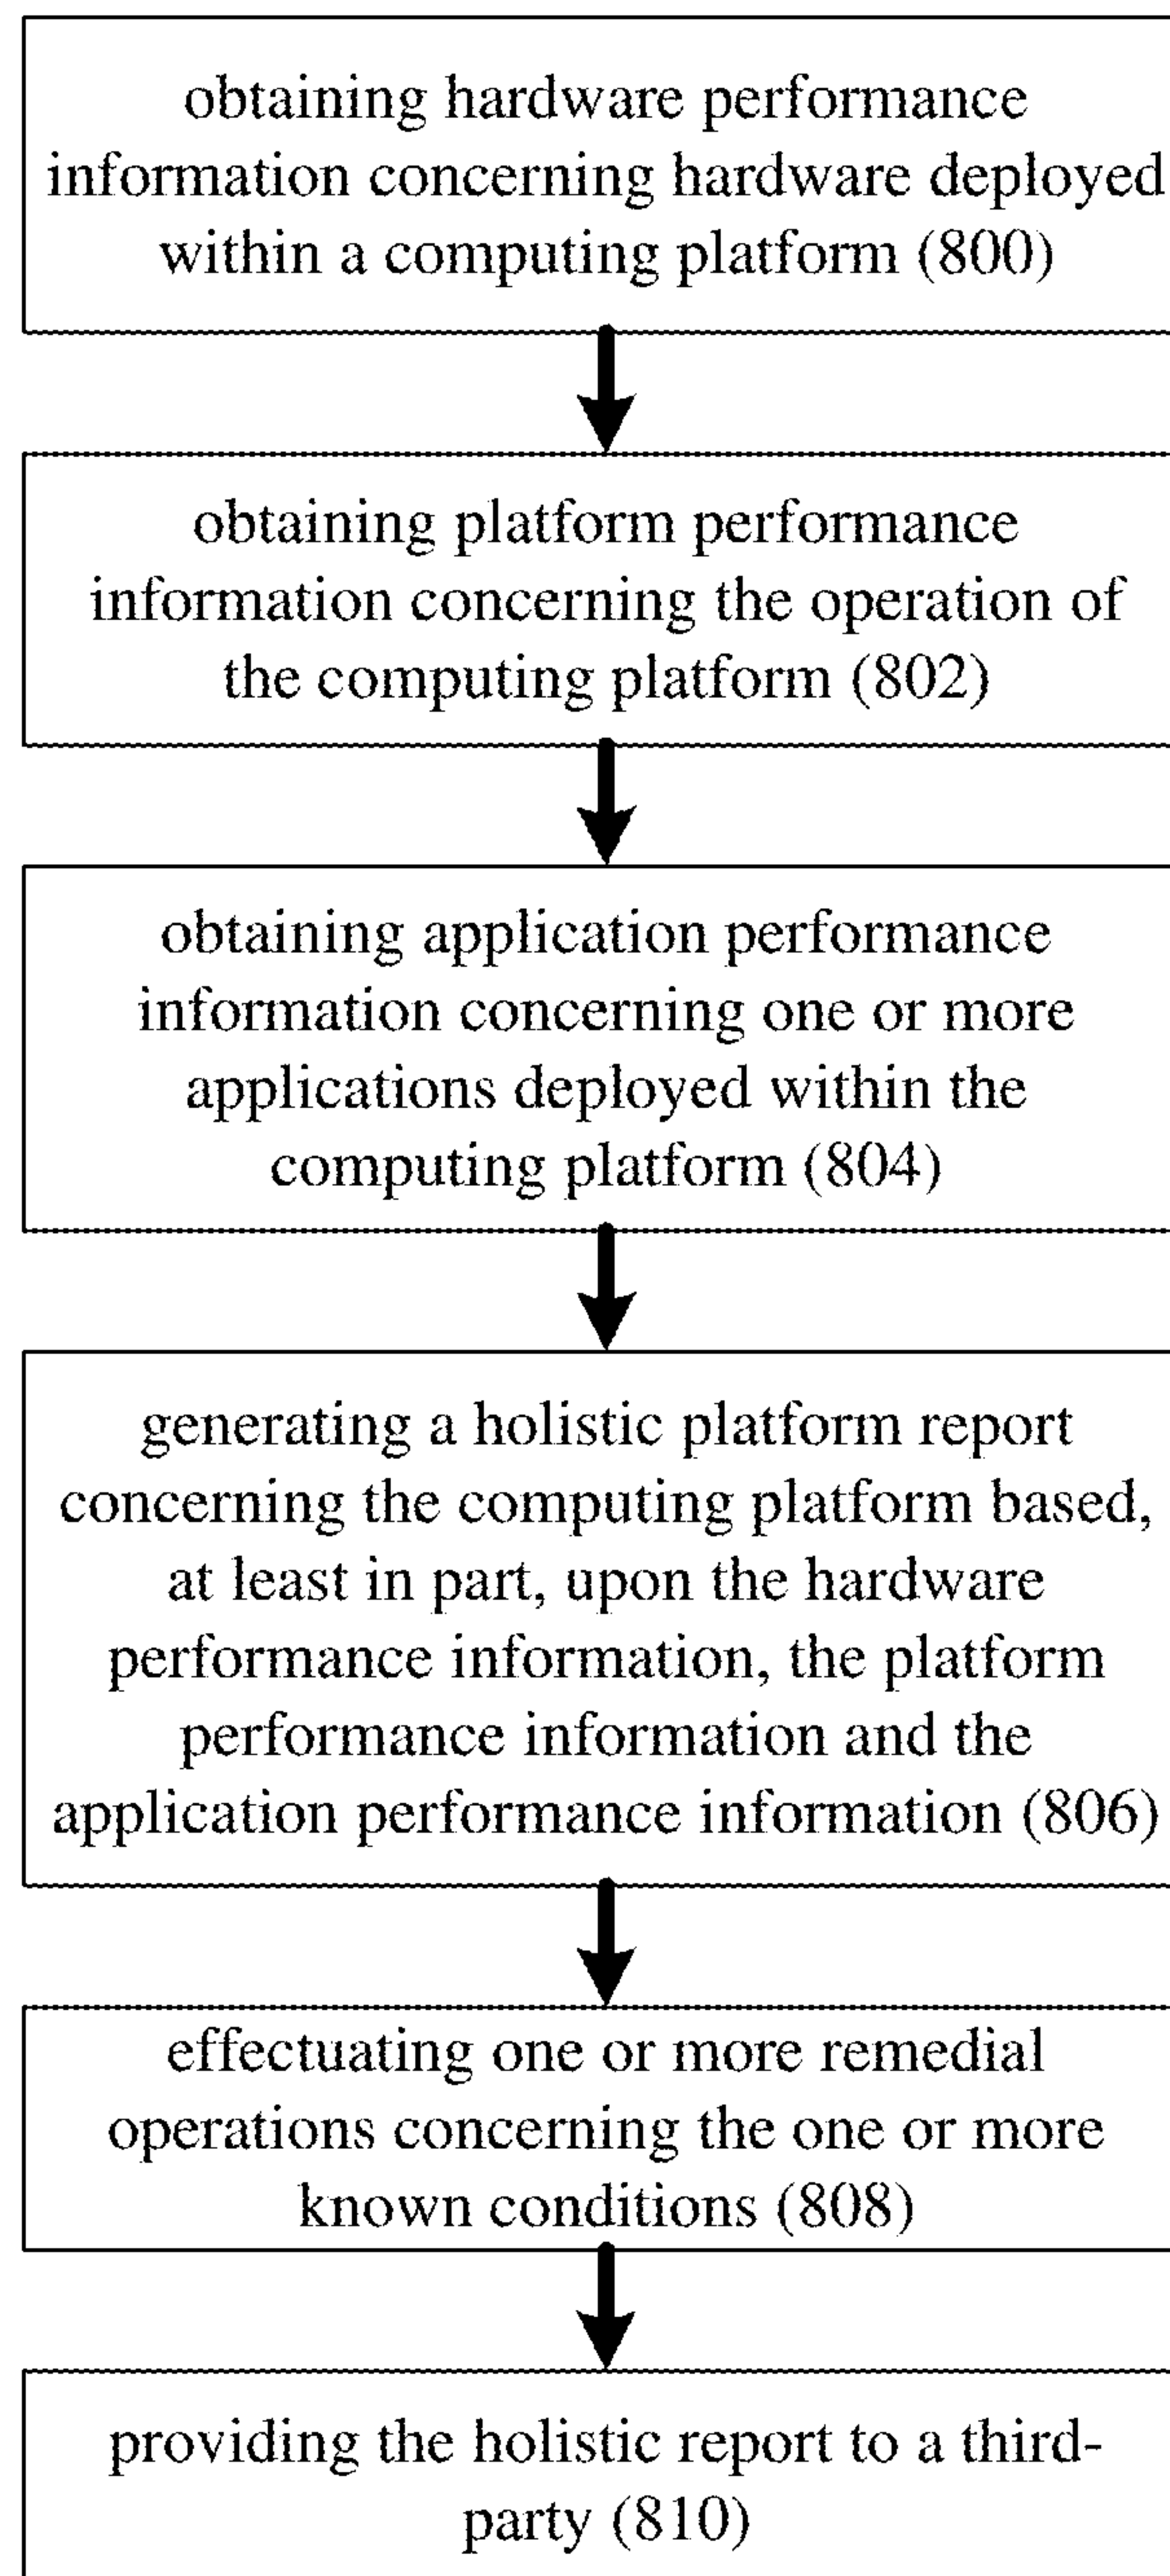 obtaining hardware performance
information concerning hardware deployed
within a computing platform (800)
obtaining platform performance
information concerning the operation of
the computing platform (802)
obtaining application performance
information concerning one or more
applications deployed within the
computing platform (804)
generating a holistic platform report
concerning the computing platform based,
at least in part, upon the hardware
performance information, the platform
performance information and the
application performance information (806)
effectuating one or more remedial
operations concerning the one or more
known conditions (808)
providing the holistic report to a third-
party (810)